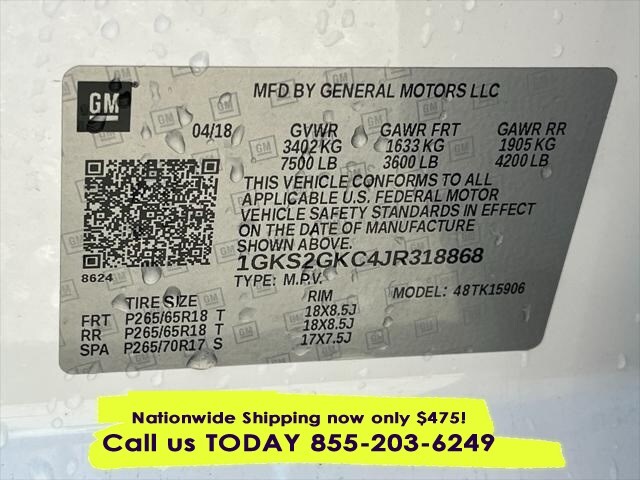 GM
MFD BY GENERAL MOTORS LLC
04/18 GVWR GAWR FRT GAWR RR
3402 KG 1633 KG 1905 KG
7500 LB 3600 LB 4200 LB
THIS VEHICLE CONFORMS TO ALL
APPLICABLE U.S. FEDERAL MOTOR
VEHICLE SAFETY STANDARDS IN EFFECT
ON THE DATE OF MANUFACTURE
SHOWN ABOVE.
1GKS2GKC4JR318868
8624
TYPE: M.P.V. MODEL: 48TK15906
TIRE SIZE RIM
FRT P265/65R18 T 18X8.5J
RR P265/65R18 T 18X8.5J
SPA P265/70R17 S 17X7.5J
Nationwide Shipping now only $475!
Call us TODAY 855-203-6249